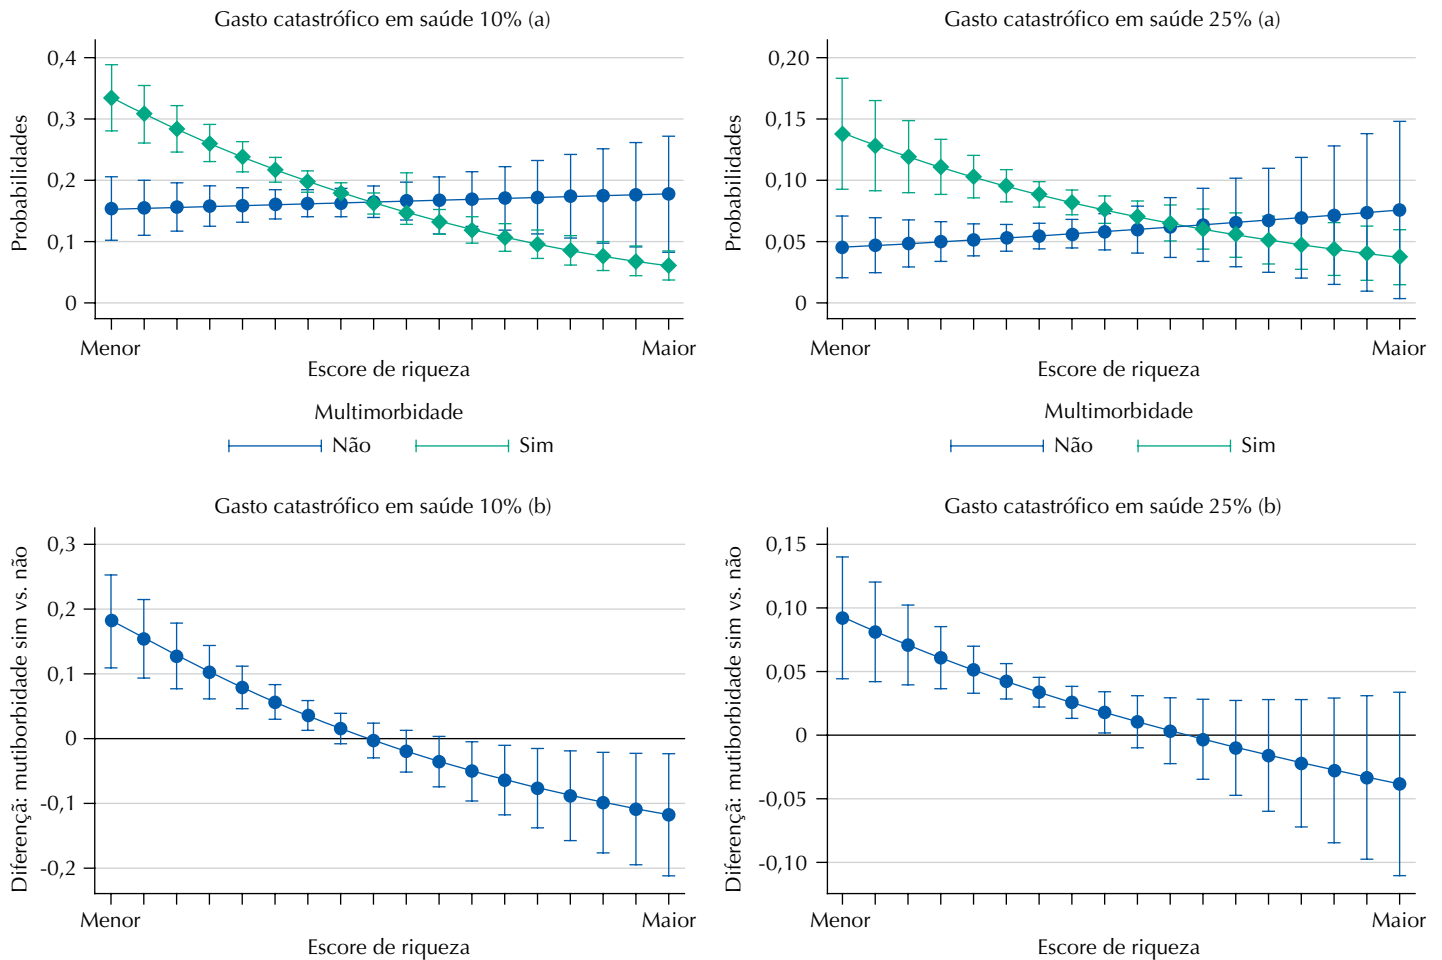 Gasto catastrófico em saúde 10% (a)
Probabilidades
0,4
0,3
0,2
0,1
0
Menor
Maior
Escore de riqueza
Multimorbidade
Não
Sim
Gasto catastrófico em saúde 25% (a)
Probabilidades
0,20
0,15
0,10
0,05
0
Menor
Maior
Escore de riqueza
Multimorbidade
Não
Sim
Gasto catastrófico em saúde 10% (b)
Diferençã: mutiborbidade sim vs. não
0,3
0,2
0,1
0
-0,1
-0,2
Menor
Maior
Escore de riqueza
Gasto catastrófico em saúde 25% (b)
Diferençã: mutiborbidade sim vs. não
0,15
0,10
0,05
0
-0,05
-0,10
Menor
Maior
Escore de riqueza